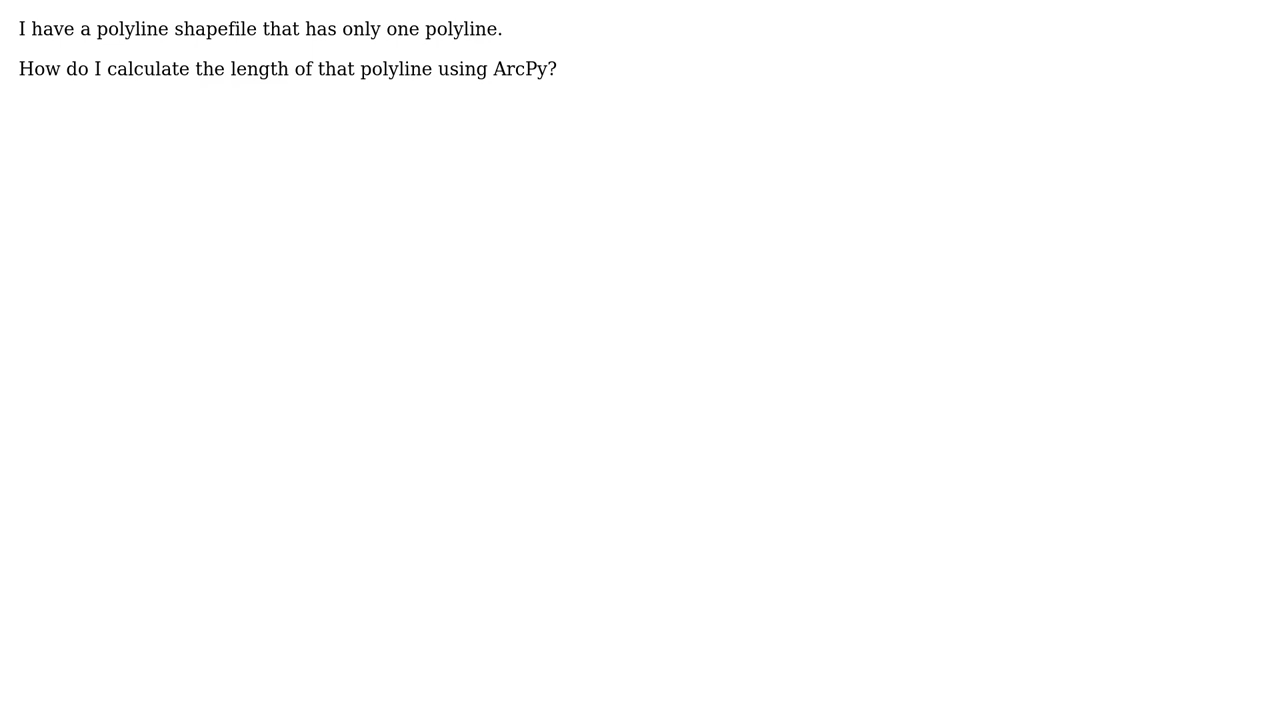 I have a polyline shapefile that has only one polyline.
How do I calculate the length of that polyline using ArcPy?